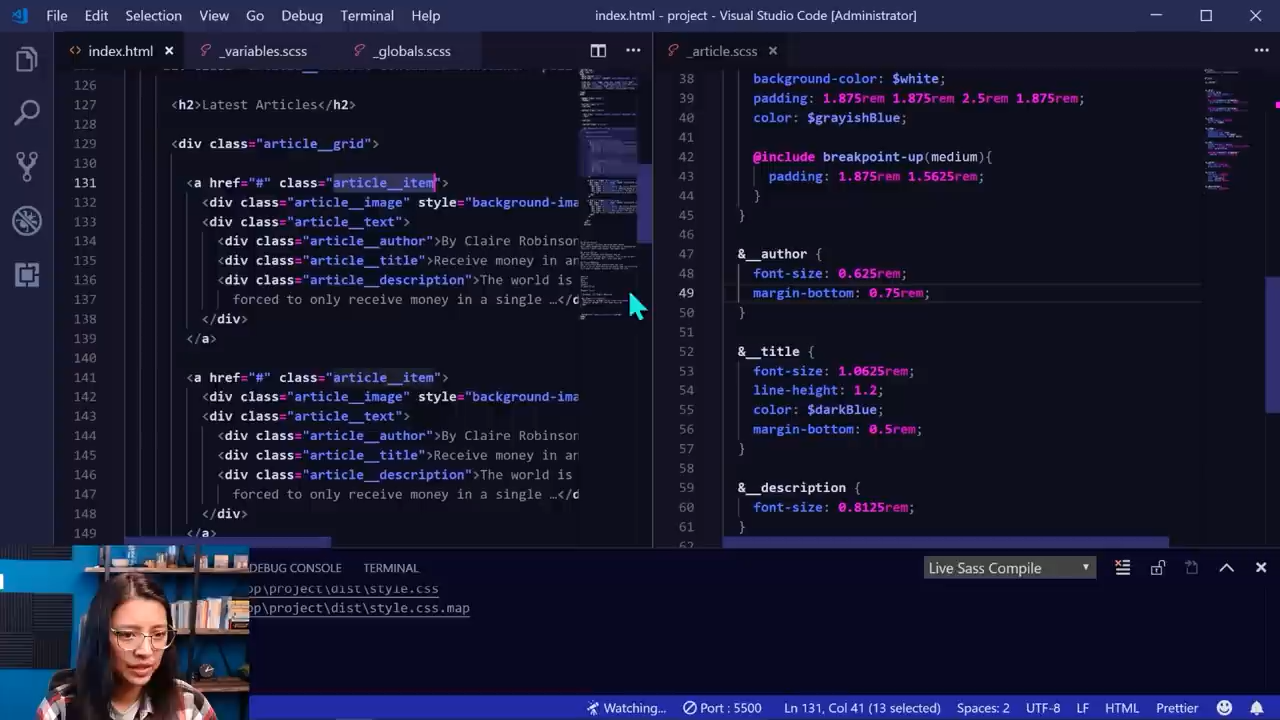 File Edit Selection View Go Debug Terminal Help
index.html - project - Visual Studio Code [Administrator]
index.html
_variables.scss
_globals.scss
_article.scss
126
127 <h2>Latest Articles</h2>
128
129 <div class="article__grid">
130
131 <a href="#" class="article__item">
132 <div class="article__image" style="background-ima
133 <div class="article__text">
134 <div class="article__author">By Claire Robinson
135 <div class="article__title">Receive money in an
136 <div class="article__description">The world is
137 forced to only receive money in a single …</d
138 </div>
139 </a>
140
141 <a href="#" class="article__item">
142 <div class="article__image" style="background-ima
143 <div class="article__text">
144 <div class="article__author">By Claire Robinson
145 <div class="article__title">Receive money in an
146 <div class="article__description">The world is
147 forced to only receive money in a single …</d
148 </div>
149 </a>
38 background-color: $white;
39 padding: 1.875rem 1.875rem 2.5rem 1.875rem;
40 color: $grayishBlue;
41
42 @include breakpoint-up(medium){
43 padding: 1.875rem 1.5625rem;
44 }
45 }
46
47 &__author {
48 font-size: 0.625rem;
49 margin-bottom: 0.75rem;
50 }
51
52 &__title {
53 font-size: 1.0625rem;
54 line-height: 1.2;
55 color: $darkBlue;
56 margin-bottom: 0.5rem;
57 }
58
59 &__description {
60 font-size: 0.8125rem;
61 }
62
DEBUG CONSOLE TERMINAL
Live Sass Compile
op\project\dist\style.css
op\project\dist\style.css.map
Watching... Port : 5500 Ln 131, Col 41 (13 selected) Spaces: 2 UTF-8 LF HTML Prettier